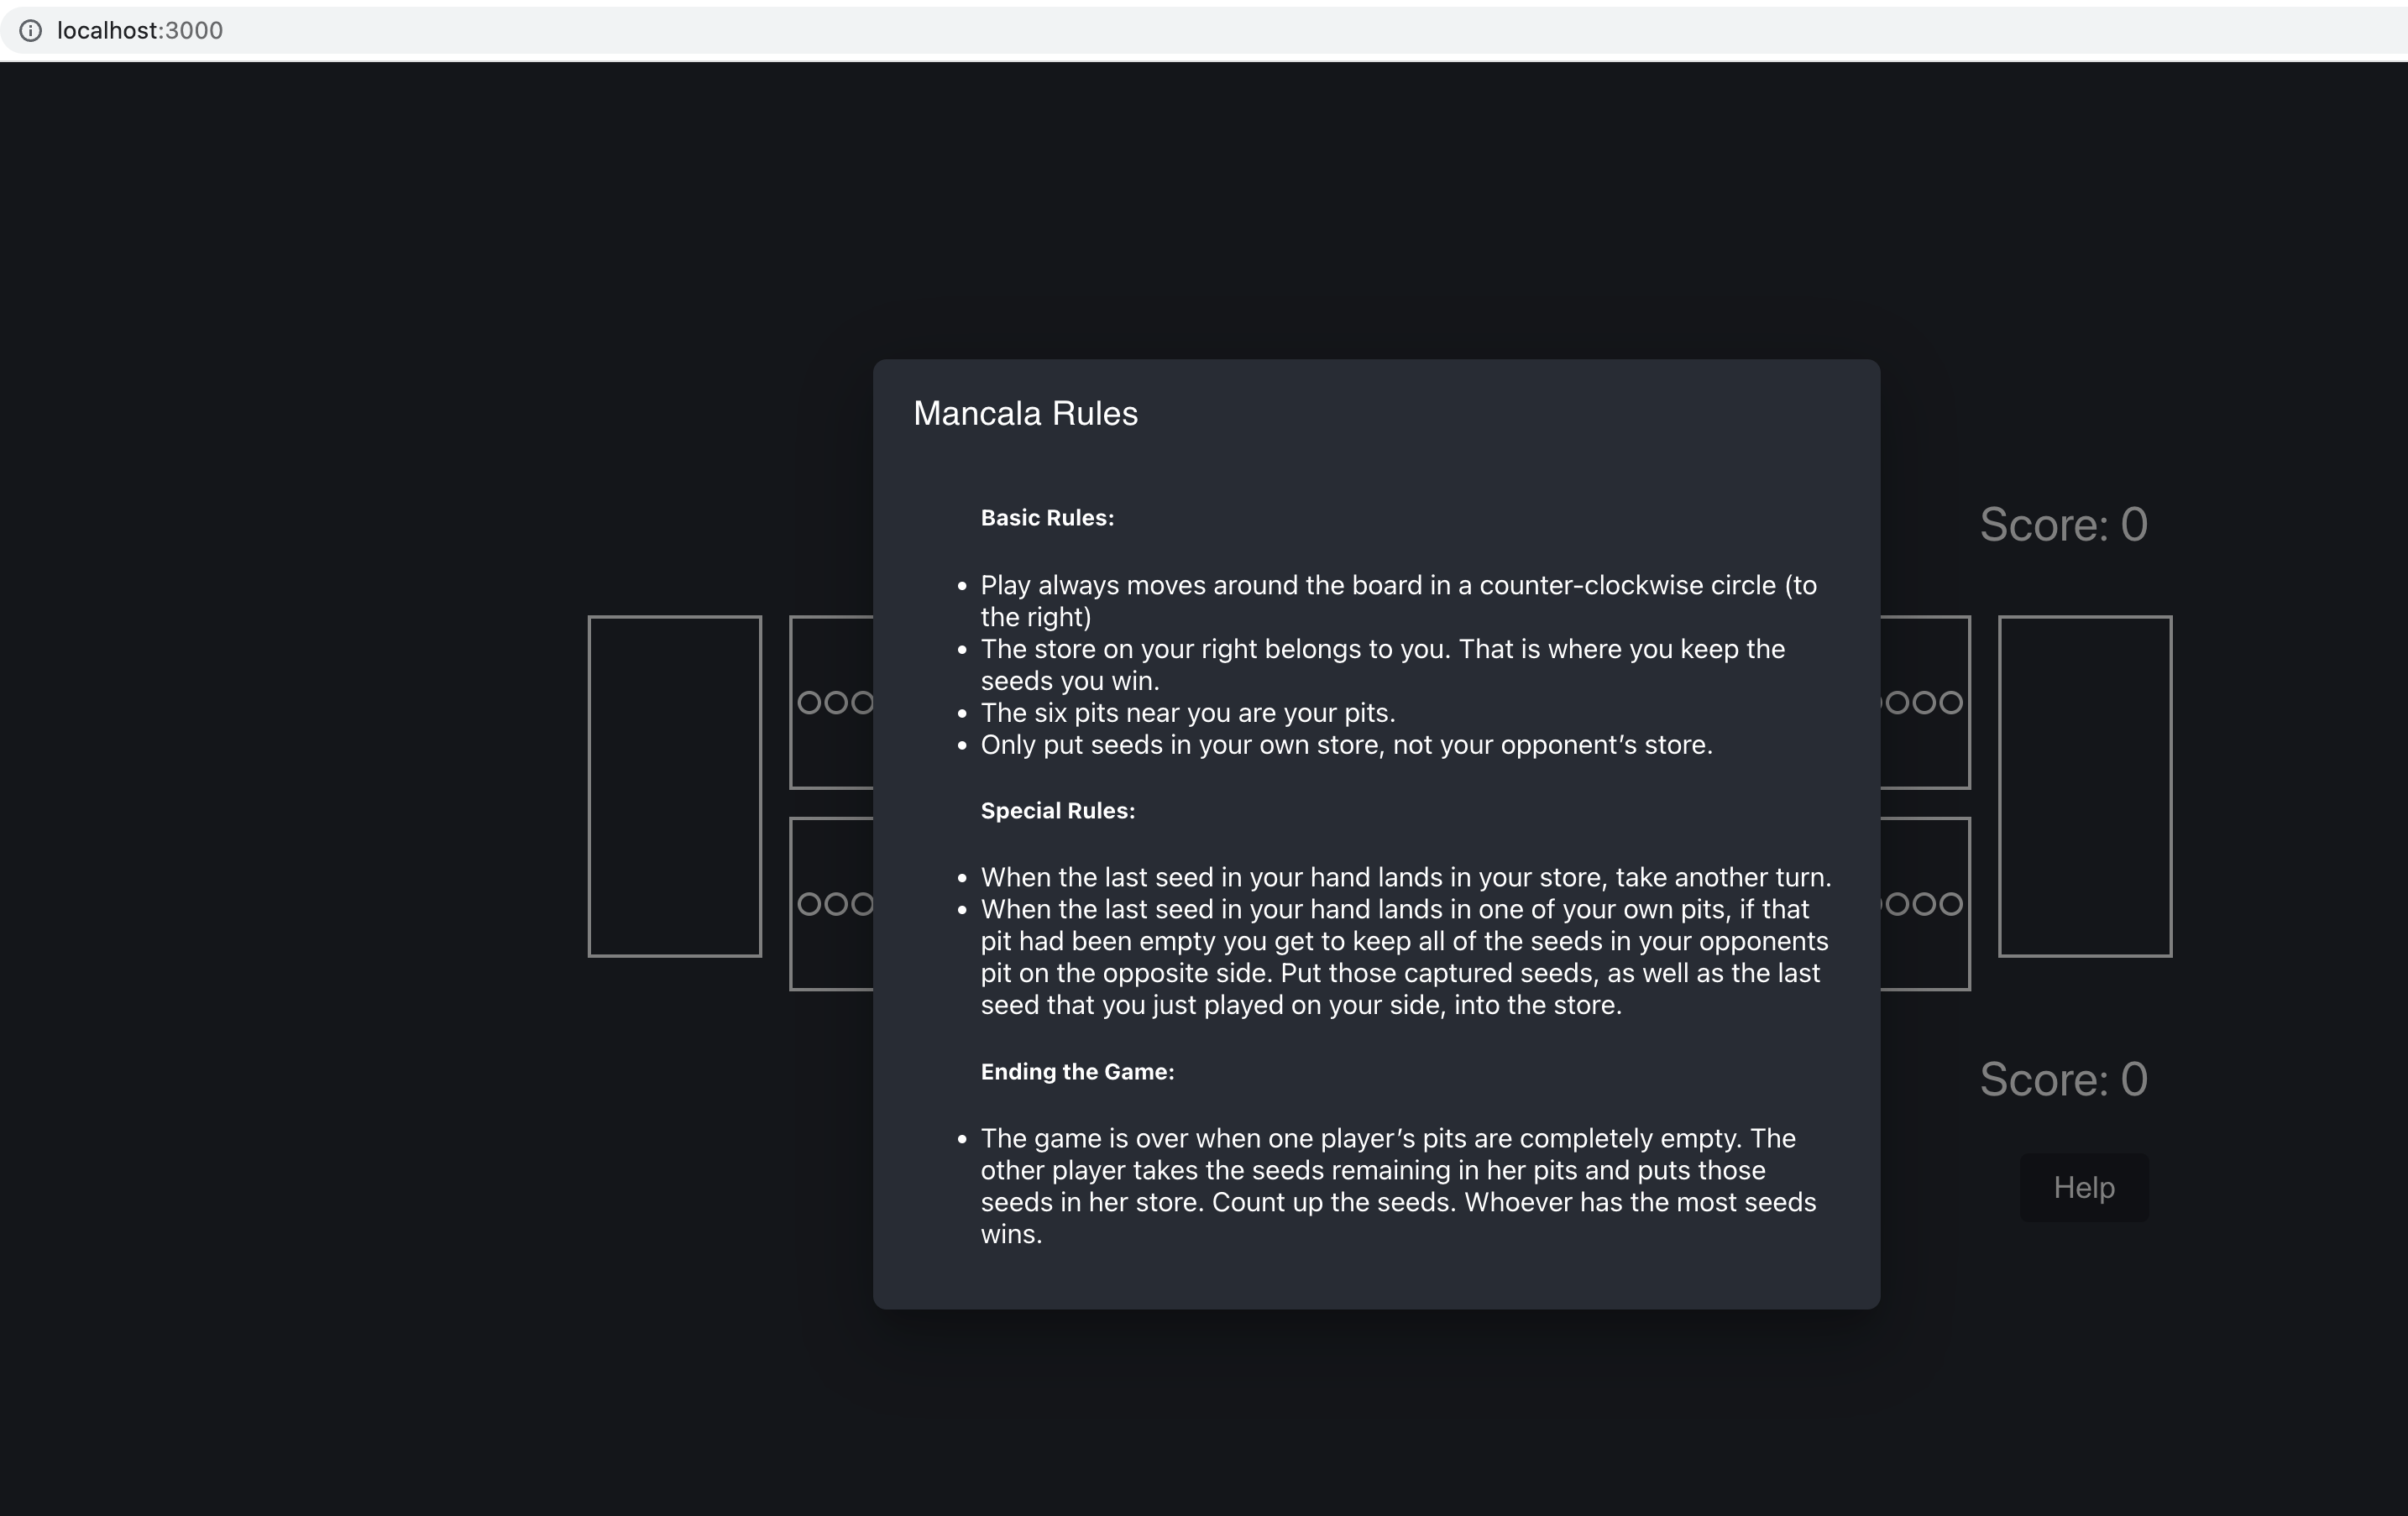 localhost:3000
Mancala Rules
Basic Rules:
• Play always moves around the board in a counter-clockwise circle (to
the right)
• The store on your right belongs to you. That is where you keep the
seeds you win.
• The six pits near you are your pits.
• Only put seeds in your own store, not your opponent’s store.
Special Rules:
• When the last seed in your hand lands in your store, take another turn.
• When the last seed in your hand lands in one of your own pits, if that
pit had been empty you get to keep all of the seeds in your opponents
pit on the opposite side. Put those captured seeds, as well as the last
seed that you just played on your side, into the store.
Ending the Game:
• The game is over when one player’s pits are completely empty. The
other player takes the seeds remaining in her pits and puts those
seeds in her store. Count up the seeds. Whoever has the most seeds
wins.
Score: 0
Score: 0
Help